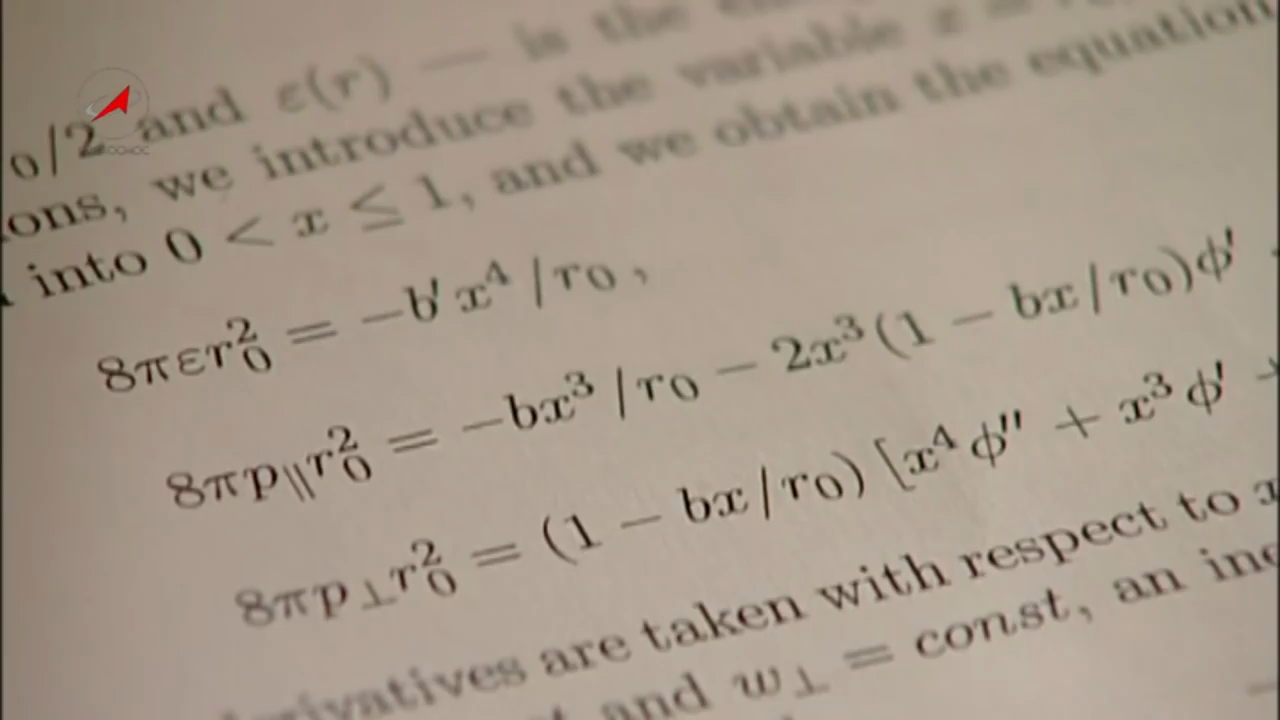 0/2 and ε(r) — is the
ons, we introduce the variable x =
into 0 < x ≤ 1, and we obtain the equation
8πεr₀² = −b′x⁴/r₀,
8πp∥r₀² = −bx³/r₀ − 2x³(1 − bx/r₀)ϕ′
8πp⊥r₀² = (1 − bx/r₀) [x⁴ϕ″ + x³ϕ′ +
erivatives are taken with respect to x
and w⊥ = const, an